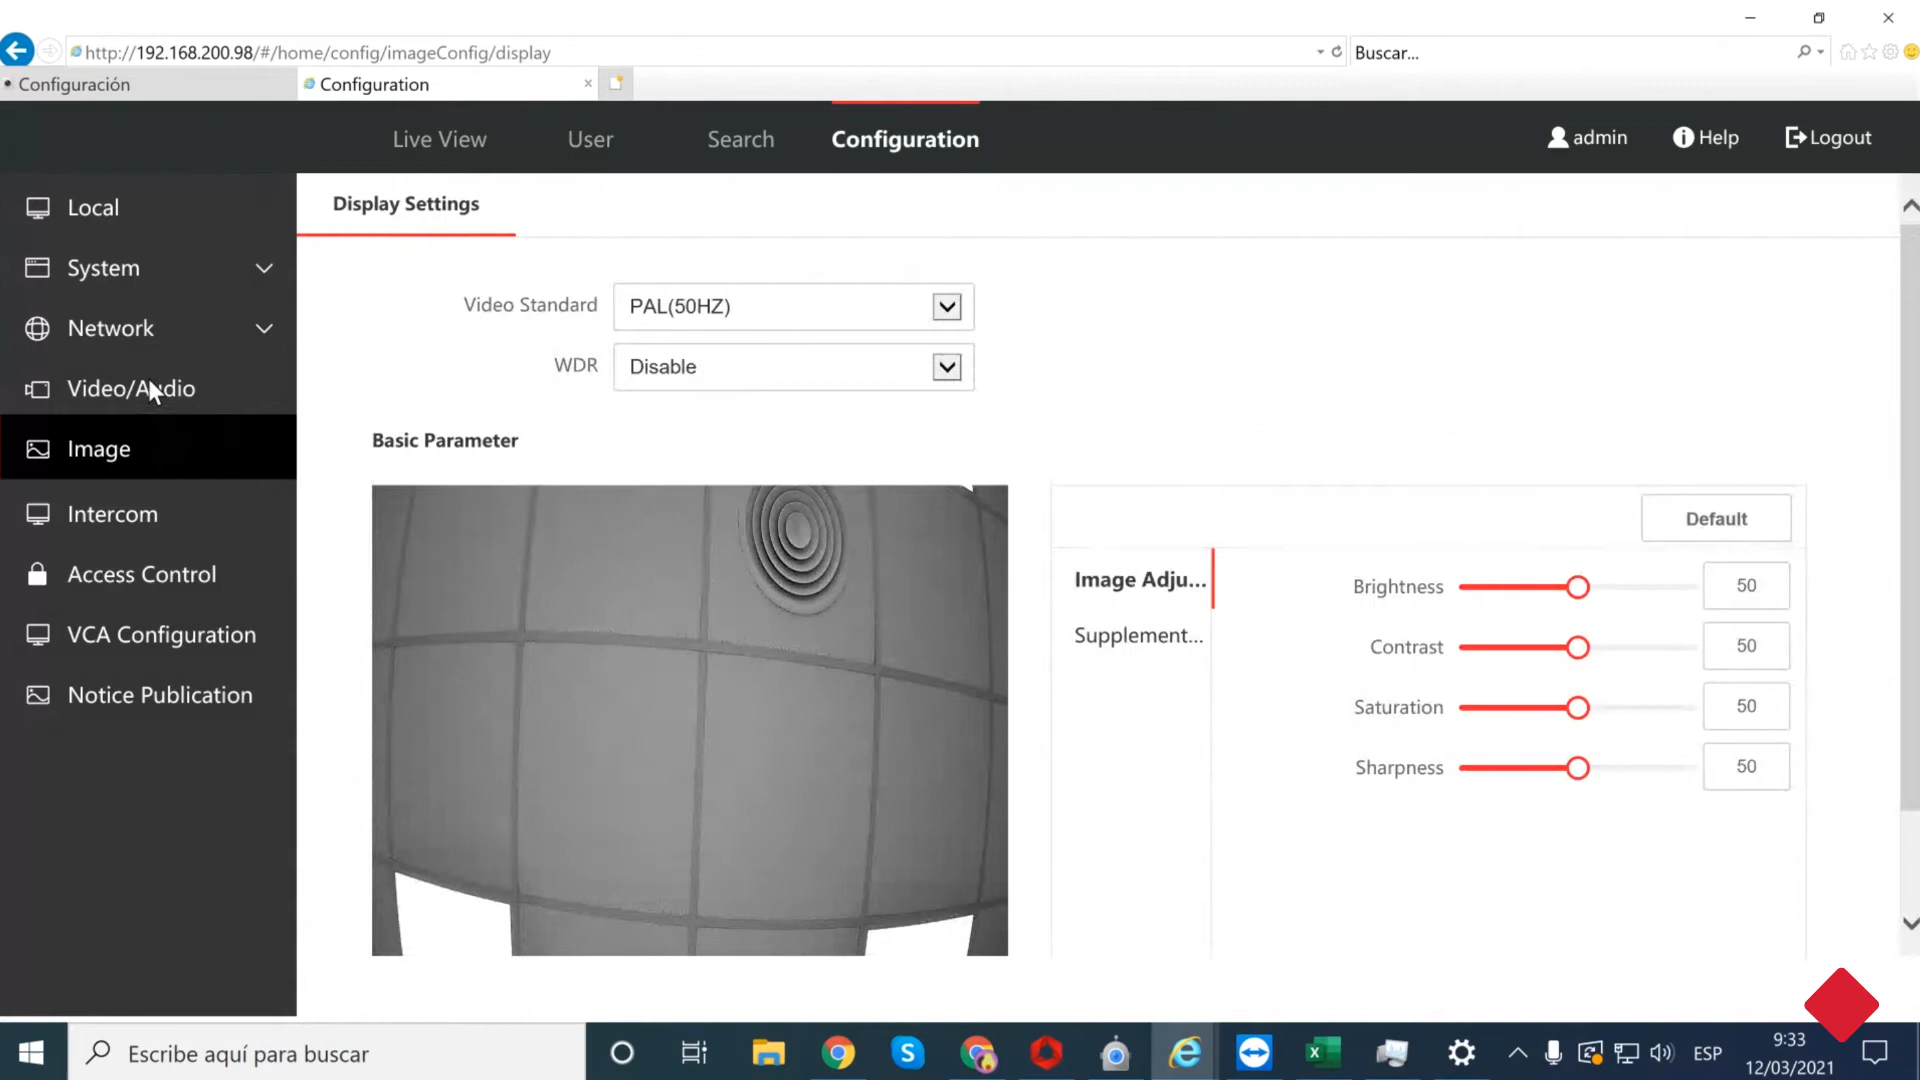 http://192.168.200.98/#/home/config/imageConfig/display
Buscar...
Configuración
Configuration
Live View
User
Search
Configuration
admin
Help
Logout
Local
System
Network
Video/Audio
Image
Intercom
Access Control
VCA Configuration
Notice Publication
Display Settings
Video Standard
PAL(50HZ)
WDR
Disable
Basic Parameter
Default
Image Adju...
Supplement...
Brightness
50
Contrast
50
Saturation
50
Sharpness
50
Escribe aquí para buscar
ESP
9:33
12/03/2021